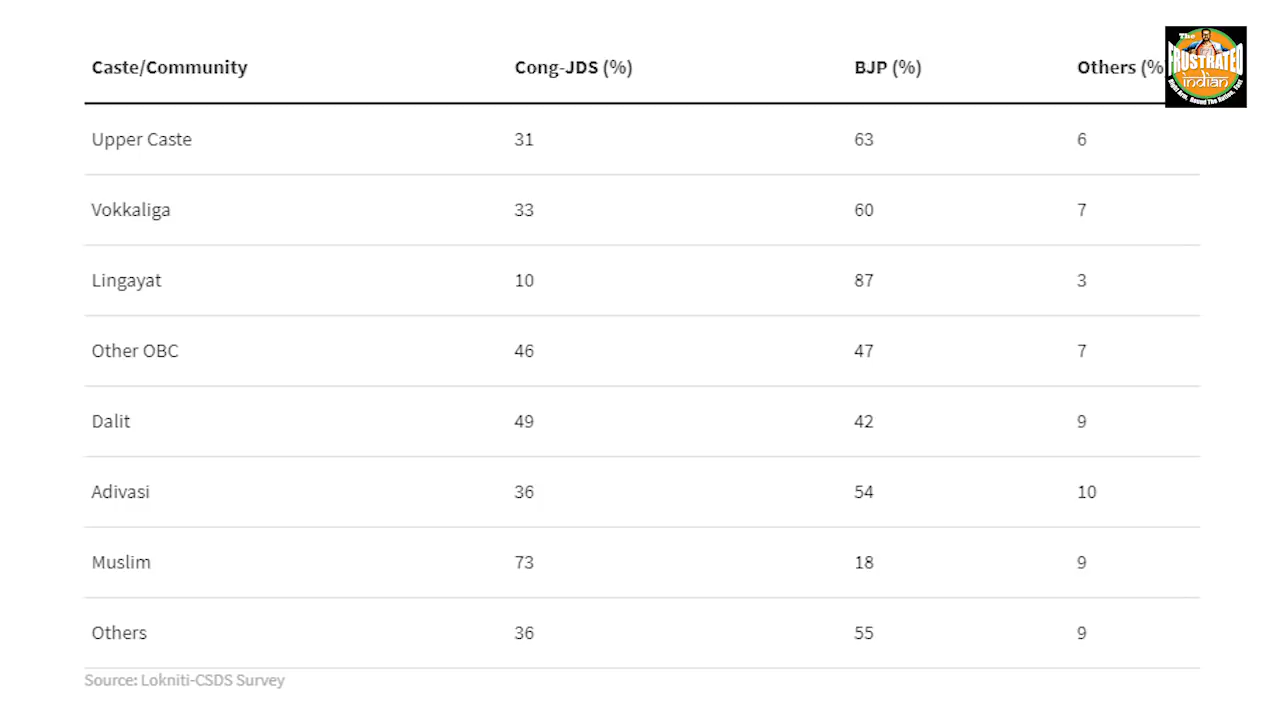 Caste/Community Cong-JDS (%) BJP (%) Others (%
Upper Caste 31 63 6
Vokkaliga 33 60 7
Lingayat 10 87 3
Other OBC 46 47 7
Dalit 49 42 9
Adivasi 36 54 10
Muslim 73 18 9
Others 36 55 9
Source: Lokniti-CSDS Survey
The
FRUSTRATED
indian